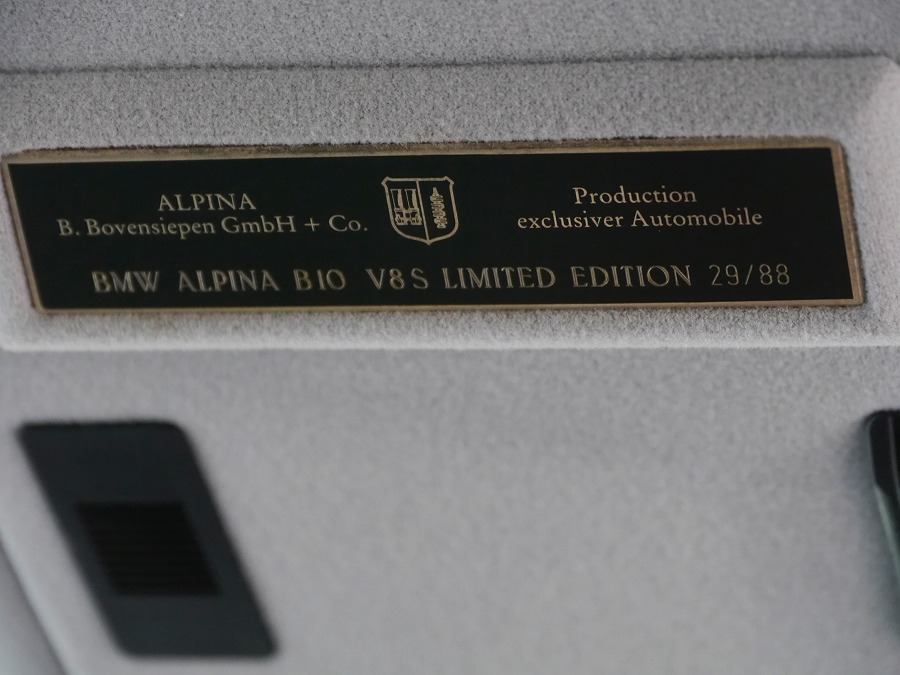 ALPINA
B. Bovensiepen GmbH + Co.
Production
exclusiver Automobile
BMW ALPINA B10 V8S LIMITED EDITION 29/88